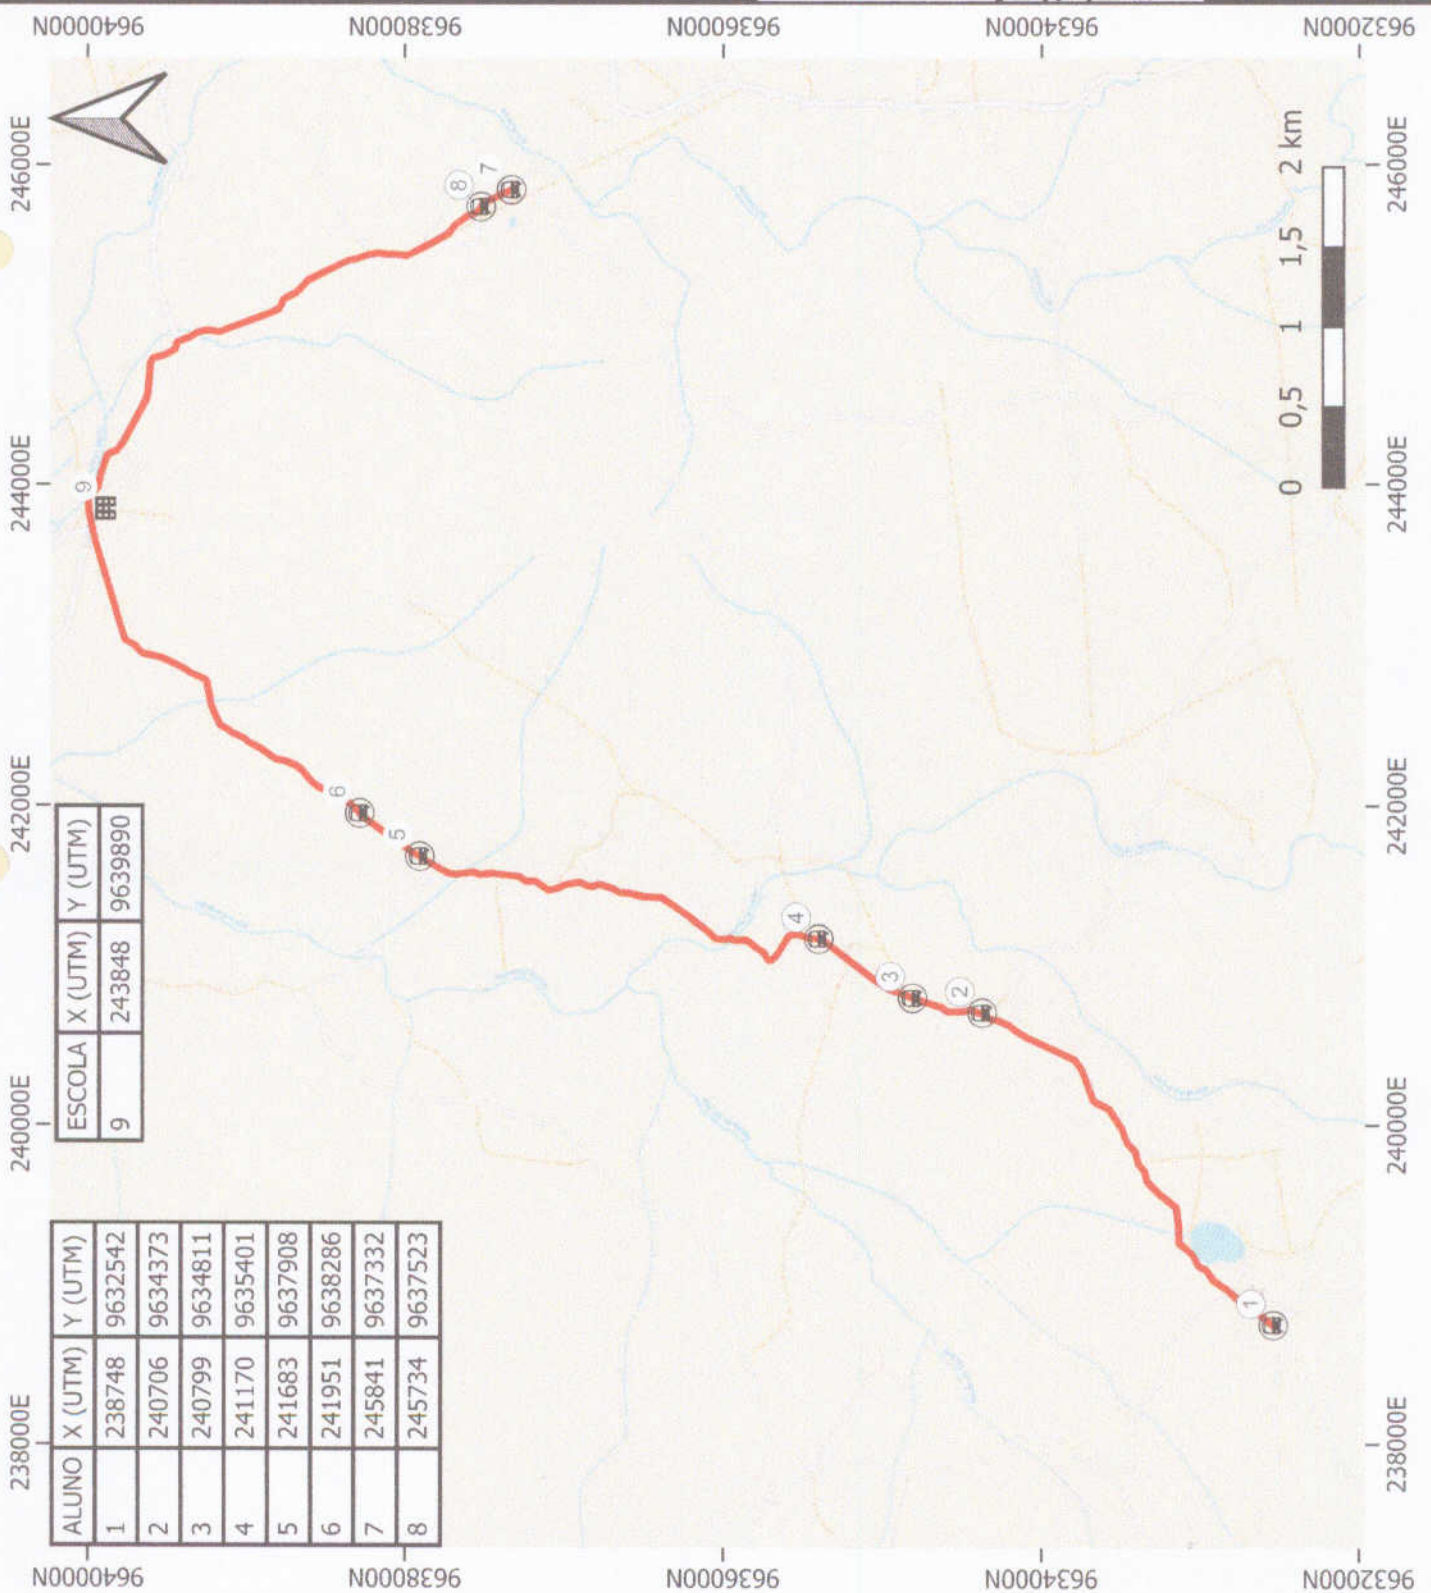 238000E 240000E 242000E 244000E 246000E
9640000N
9638000N
9636000N
9634000N
9632000N
ALUNO X (UTM) Y (UTM)
1 238748 9632542
2 240706 9634373
3 240799 9634811
4 241170 9635401
5 241683 9637908
6 241951 9638286
7 245841 9637332
8 245734 9637523
ESCOLA X (UTM) Y (UTM)
9 243848 9639890
9
8
7
6
5
4
3
2
1
0 0,5 1 1,5 2 km
9640000N
9638000N
9636000N
9634000N
9632000N
238000E 240000E 242000E 244000E 246000E